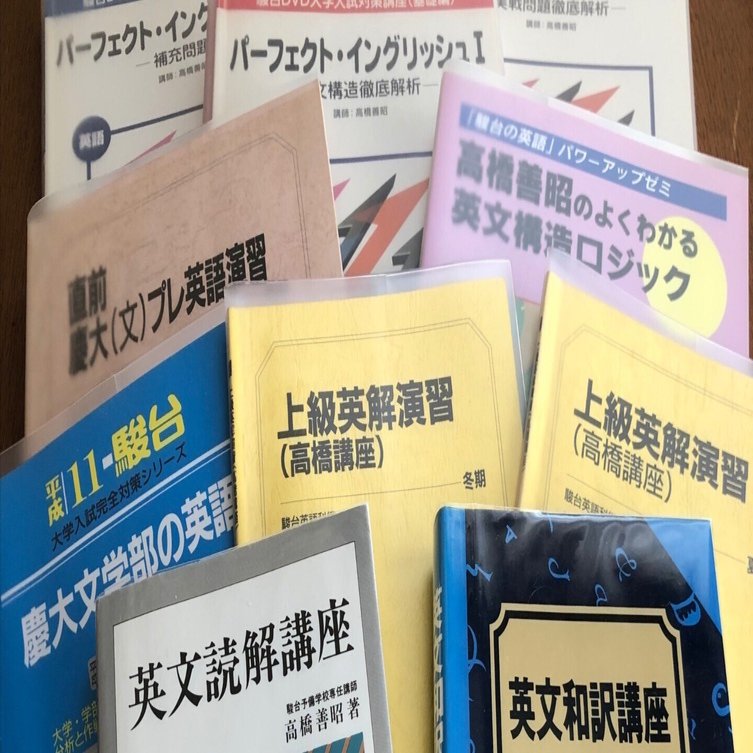 パーフェクト・イング
補充問題
講師：高橋善昭
英語
駿台DVD大学入試対策講座(基礎編)
パーフェクト・イングリッシュⅠ
文構造徹底解析
講師：高橋善昭
戦問題徹底解析
講師：高橋善昭
「駿台の英語」パワーアップゼミ
高橋善昭のよくわかる
英文構造ロジック
直前
慶大(文)プレ英語演習
平成11-駿台
大学入試完全対策シリーズ
慶大文学部の英語
大学・学部
上級英解演習
(高橋講座)
冬期
上級英解演習
(高橋講座)
英文読解講座
駿台予備学校専任講師
高橋善昭著
英文和訳講座